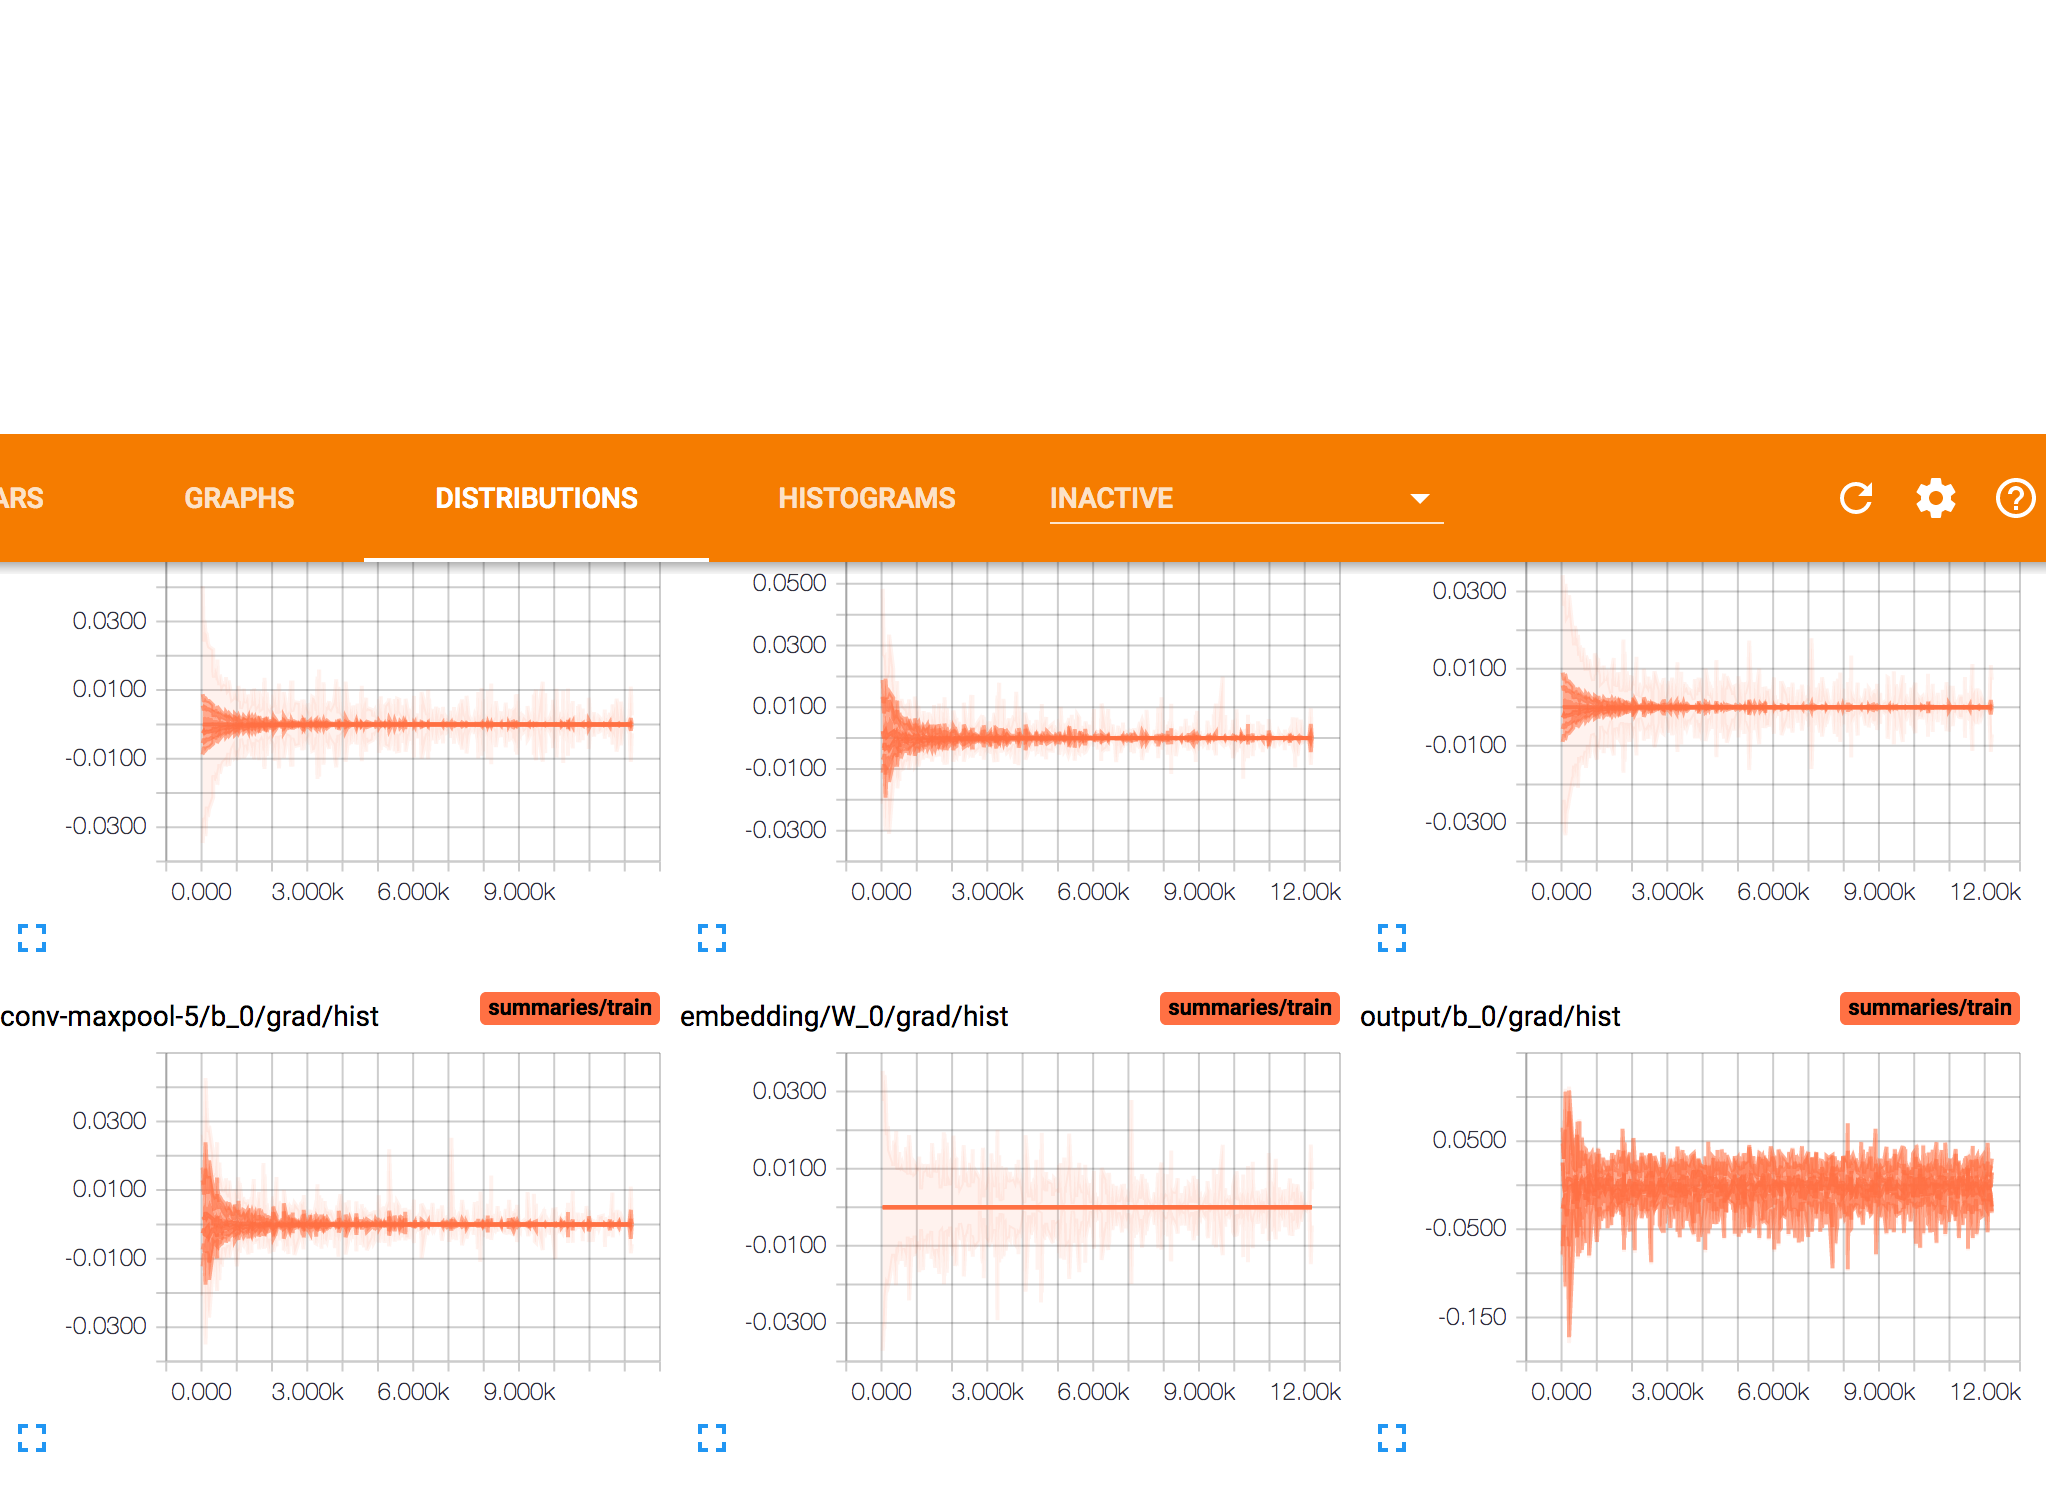 ARS GRAPHS DISTRIBUTIONS HISTOGRAMS INACTIVE
0.0300
0.0100
-0.0100
-0.0300
0.000 3.000k 6.000k 9.000k
0.0500
0.0300
0.0100
-0.0100
-0.0300
0.000 3.000k 6.000k 9.000k 12.00k
0.0300
0.0100
-0.0100
-0.0300
0.000 3.000k 6.000k 9.000k 12.00k
conv-maxpool-5/b_0/grad/hist summaries/train
0.0300
0.0100
-0.0100
-0.0300
0.000 3.000k 6.000k 9.000k
embedding/W_0/grad/hist summaries/train
0.0300
0.0100
-0.0100
-0.0300
0.000 3.000k 6.000k 9.000k 12.00k
output/b_0/grad/hist summaries/train
0.0500
-0.0500
-0.150
0.000 3.000k 6.000k 9.000k 12.00k